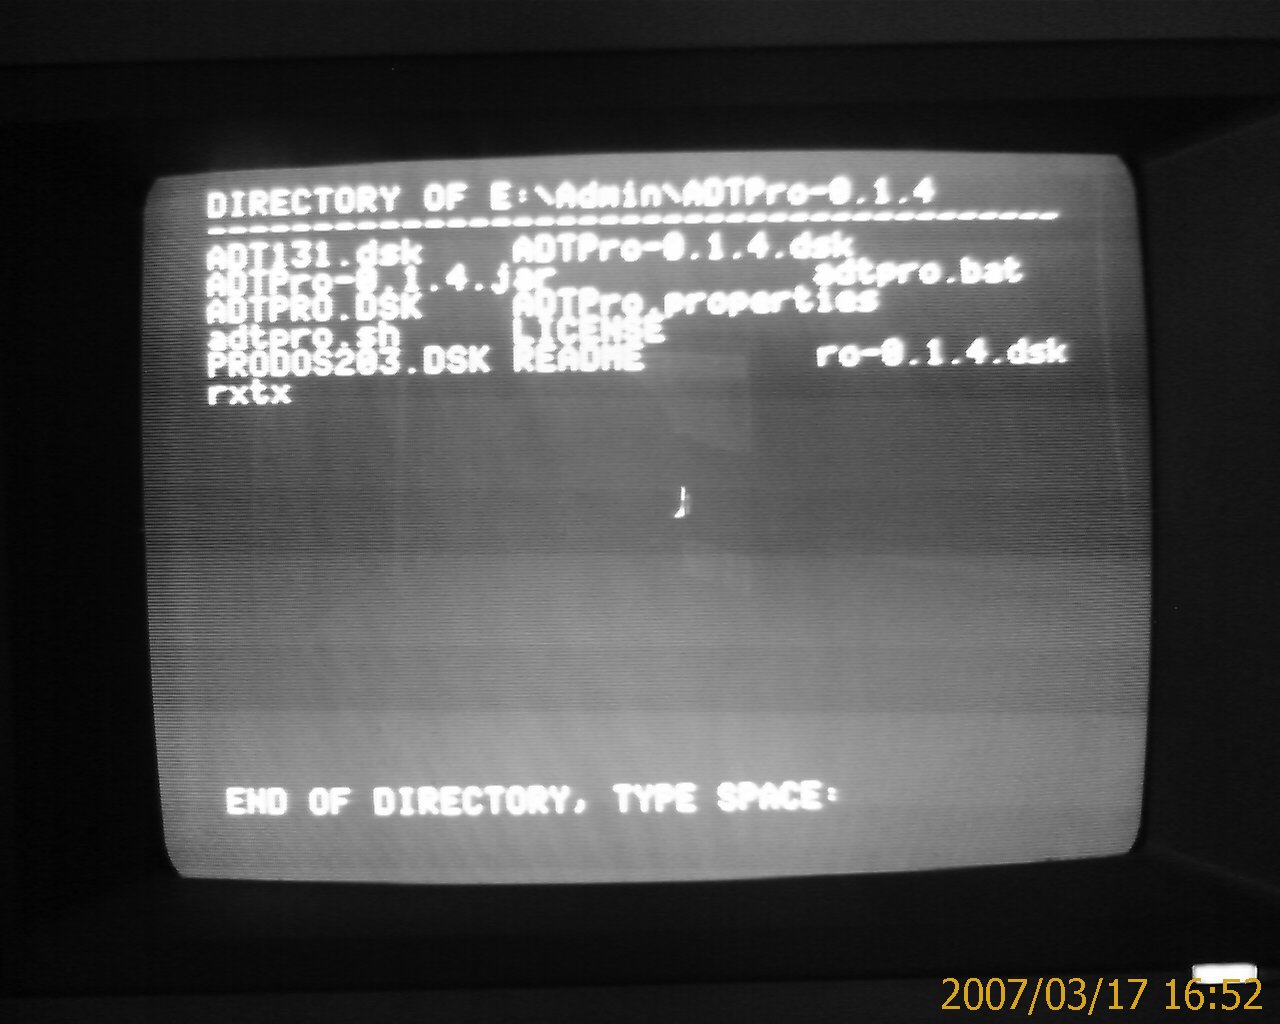 DIRECTORY OF E:\Admin\ADTPro-0.1.4
----------------------------------------
ADT131.dsk ADTPro-0.1.4.dsk
ADTPro-0.1.4.jar adtpro.bat
ADTPRO.DSK ADTPro.properties
adtpro.sh LICENSE
PRODOS203.DSK README ro-0.1.4.dsk
rxtx
END OF DIRECTORY, TYPE SPACE:
2007/03/17 16:52